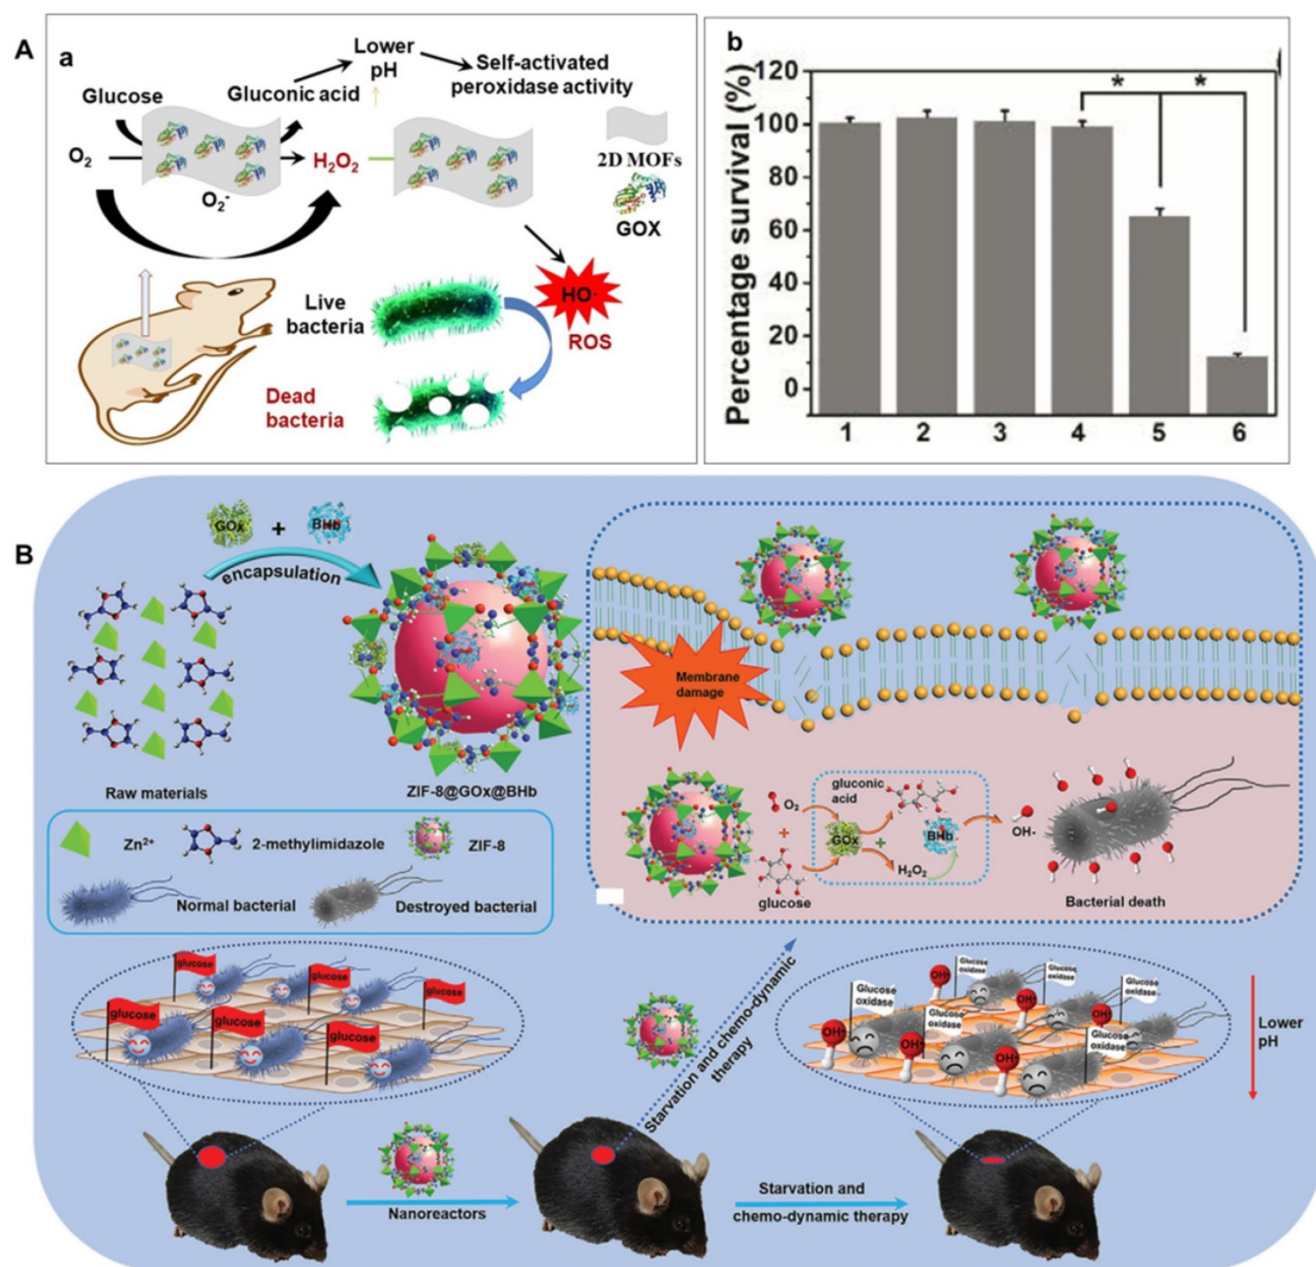 A
a
Lower
pH
Self-activated
peroxidase activity
Glucose
Gluconic acid
O2
H2O2
O2-
2D MOFs
GOX
Live
bacteria
HO·
ROS
Dead
bacteria
b
Percentage survival (%)
120
100
80
60
40
20
0
* *
1 2 3 4 5 6
B
GOx + BHb
encapsulation
Raw materials
ZIF-8@GOx@BHb
Zn2+
2-methylimidazole
ZIF-8
Normal bacterial
Destroyed bacterial
Membrane
damage
O2
+
glucose
gluconic
acid
GOx
+
BHb
H2O2
OH·
Bacterial death
glucose
glucose
glucose
glucose
glucose
glucose
Starvation and chemo-dynamic
therapy
Glucose
oxidase
Glucose
oxidase
Glucose
oxidase
Glucose
oxidase
Glucose
oxidase
Glucose
oxidase
OH·
OH·
OH·
OH·
OH·
OH·
Lower
pH
Nanoreactors
Starvation and
chemo-dynamic therapy